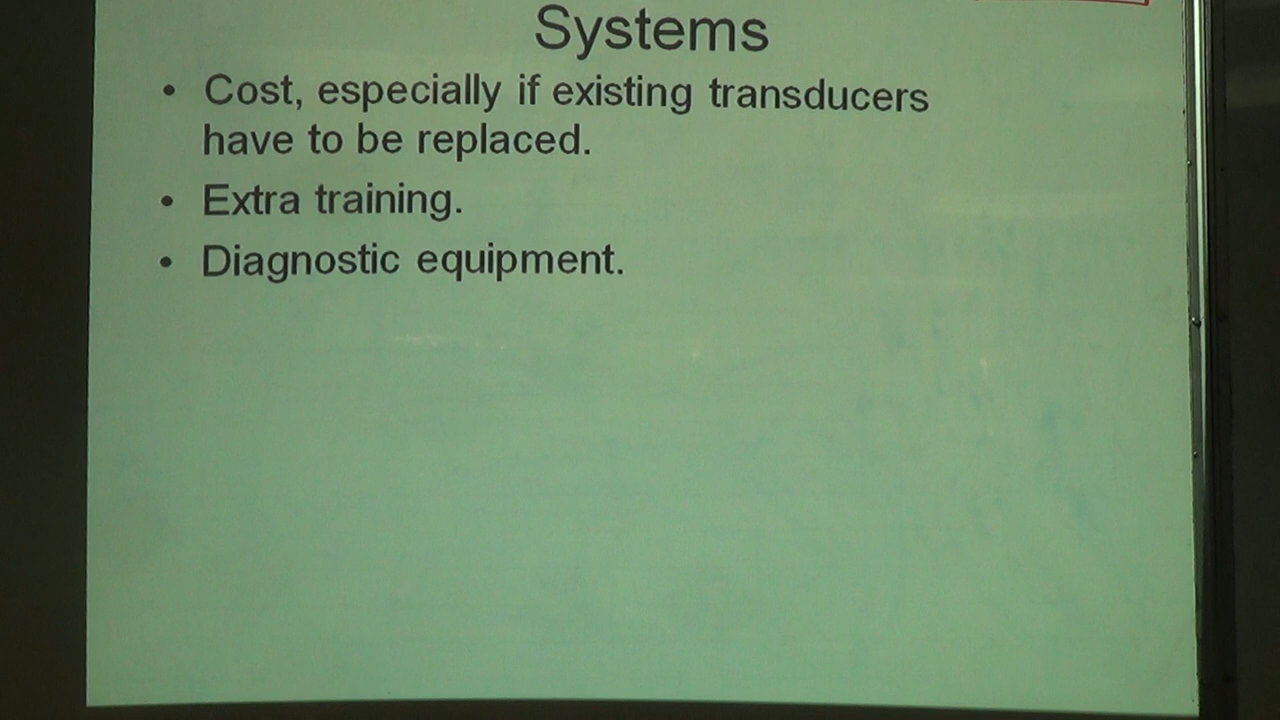 Systems
• Cost, especially if existing transducers
have to be replaced.
• Extra training.
• Diagnostic equipment.